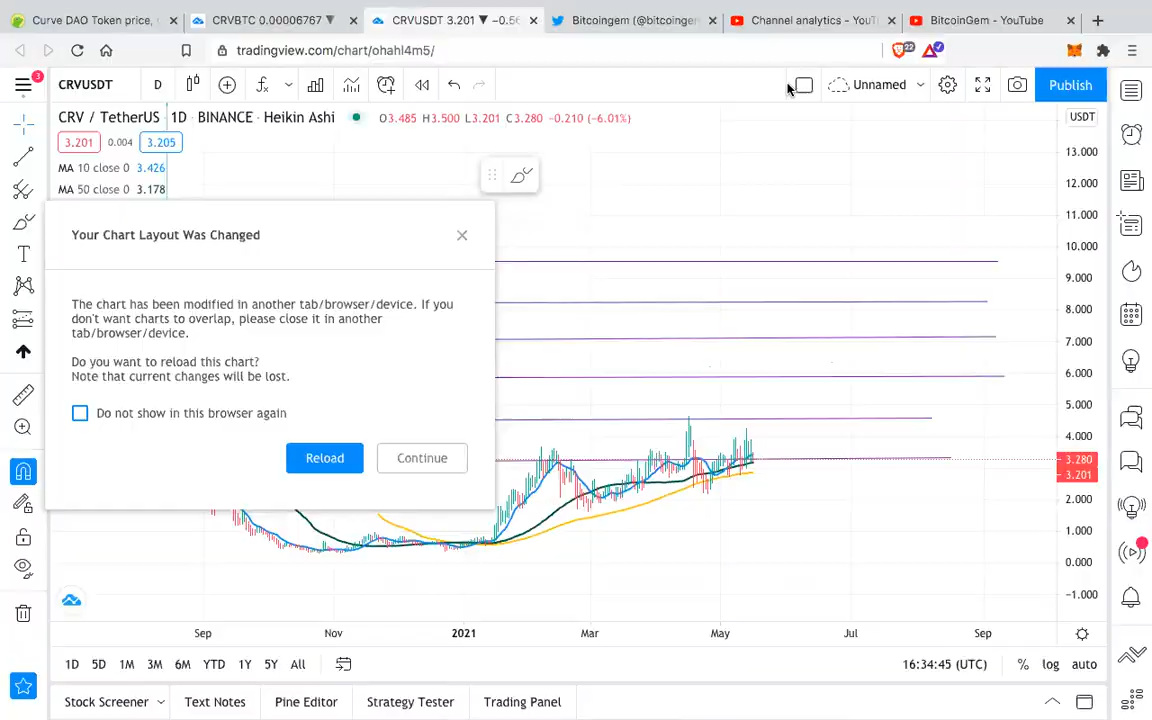 Curve DAO Token price,
CRVBTC 0.00006767 ▼
CRVUSDT 3.201 ▼ −0.56
Bitcoingem (@bitcoingem
Channel analytics - YouT
BitcoinGem - YouTube
tradingview.com/chart/ohahl4m5/
22
3
CRVUSDT
D
Unnamed
Publish
CRV / TetherUS · 1D · BINANCE · Heikin Ashi
O3.485 H3.500 L3.201 C3.280 -0.210 (-6.01%)
USDT
3.201 0.004 3.205
MA 10 close 0 3.426
MA 50 close 0 3.178
Your Chart Layout Was Changed
The chart has been modified in another tab/browser/device. If you
don't want charts to overlap, please close it in another
tab/browser/device.
Do you want to reload this chart?
Note that current changes will be lost.
Do not show in this browser again
Reload
Continue
13.000
12.000
11.000
10.000
9.000
8.000
7.000
6.000
5.000
4.000
3.280
3.201
2.000
1.000
0.000
−1.000
Sep Nov 2021 Mar May Jul Sep
1D 5D 1M 3M 6M YTD 1Y 5Y All
16:34:45 (UTC) % log auto
Stock Screener Text Notes Pine Editor Strategy Tester Trading Panel